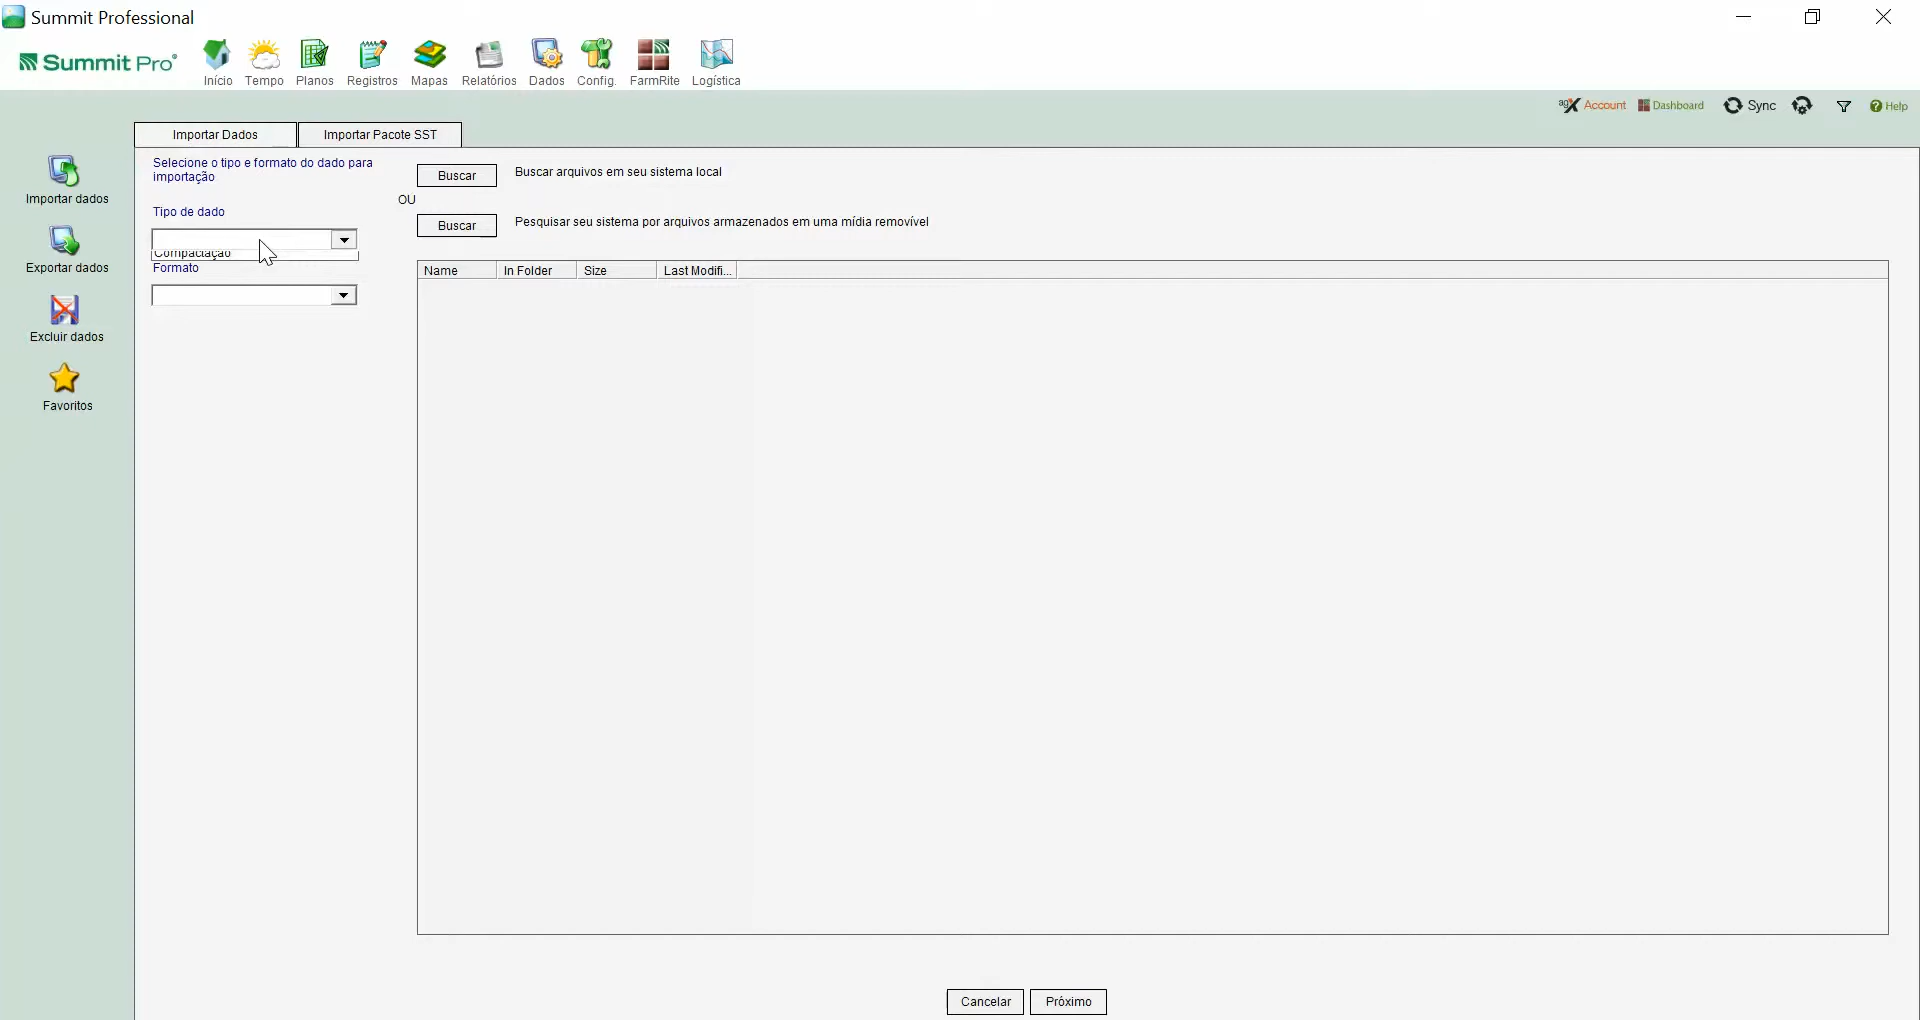 Summit Professional
Summit Pro®
Início Tempo Planos Registros Mapas Relatórios Dados Config. FarmRite Logística
agX Account Dashboard Sync Help
Importar Dados Importar Pacote SST
Selecione o tipo e formato do dado para
importação
Buscar Buscar arquivos em seu sistema local
OU
Tipo de dado
Buscar Pesquisar seu sistema por arquivos armazenados em uma mídia removível
Compactação
Formato
Name In Folder Size Last Modifi...
Importar dados
Exportar dados
Excluir dados
Favoritos
Cancelar Próximo